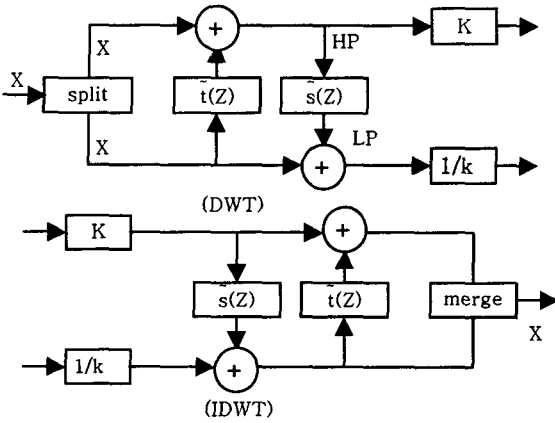 +
HP
K
X
X
split
t̃(Z)
s̃(Z)
X
LP
+
1/k
(DWT)
K
+
s̃(Z)
t̃(Z)
merge
X
1/k
+
(IDWT)